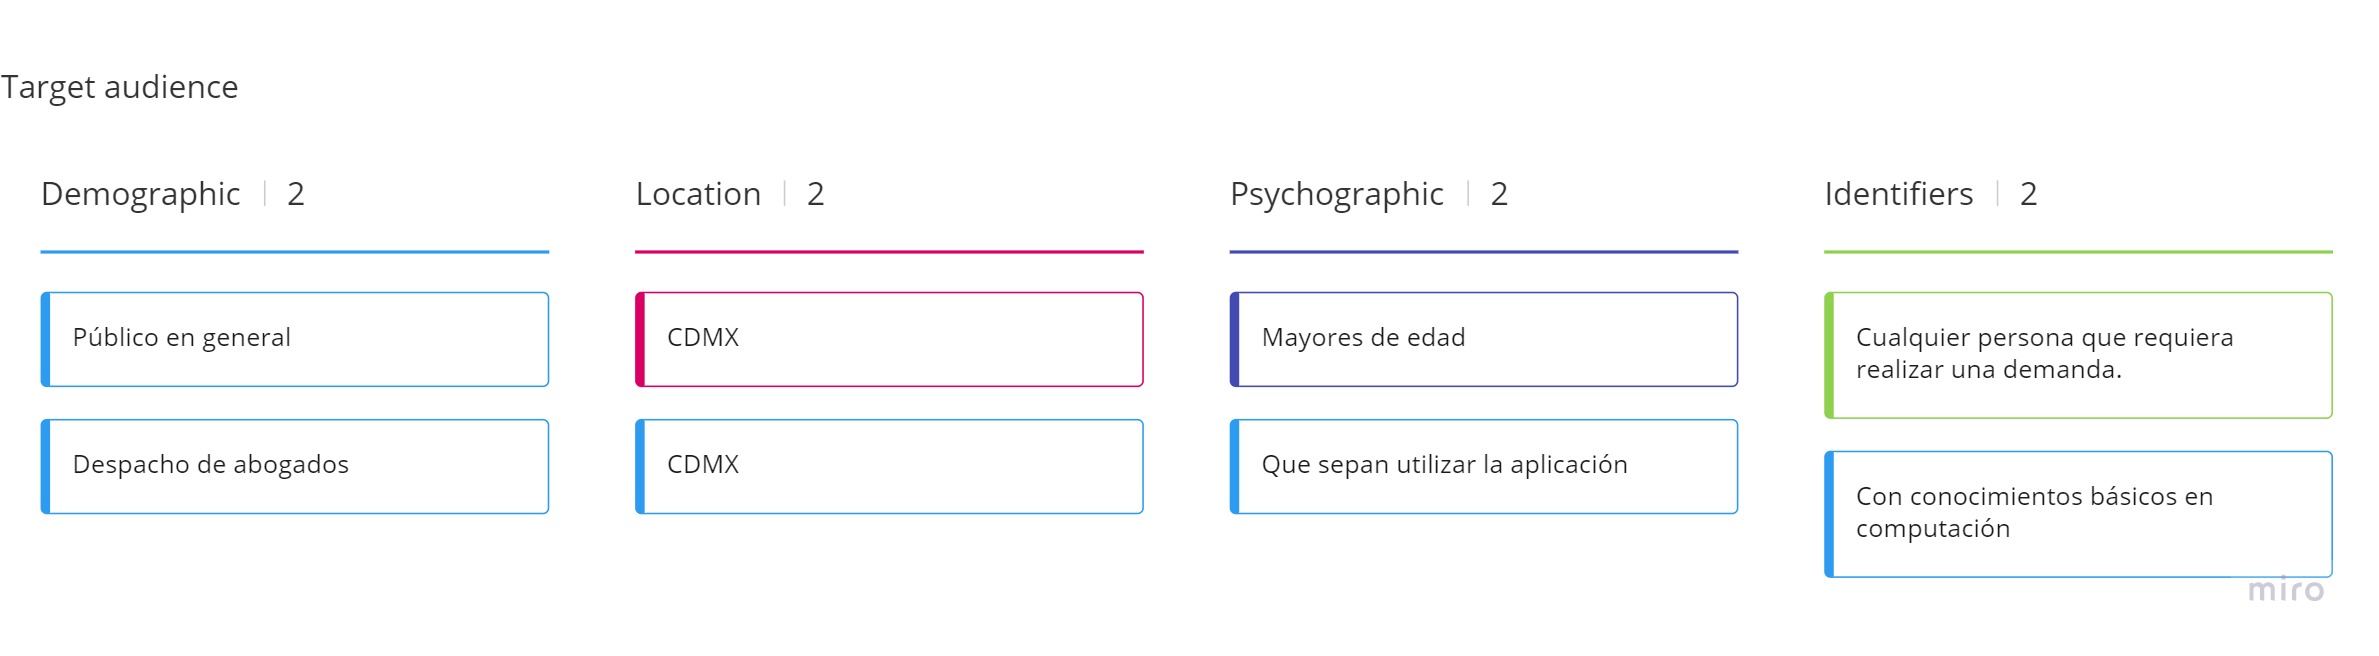 Target audience
Demographic | 2
Público en general
Despacho de abogados
Location | 2
CDMX
CDMX
Psychographic | 2
Mayores de edad
Que sepan utilizar la aplicación
Identifiers | 2
Cualquier persona que requiera
realizar una demanda.
Con conocimientos básicos en
computación
miro